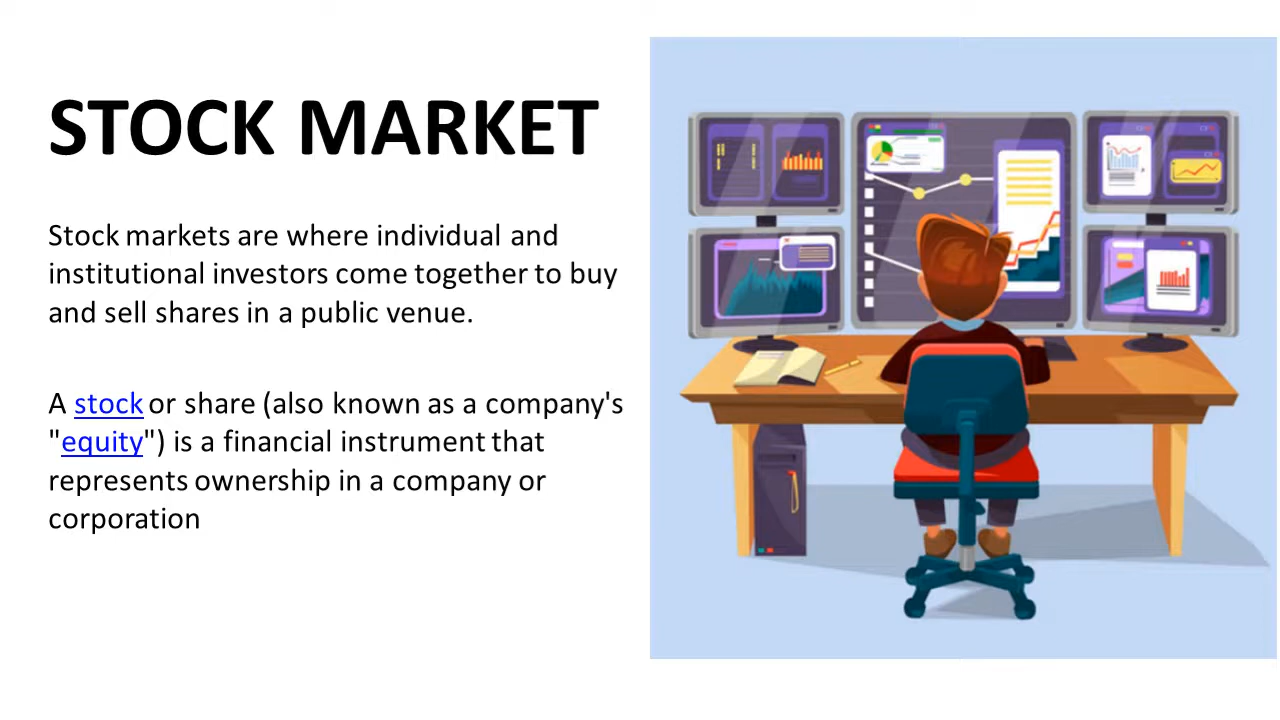 STOCK MARKET
Stock markets are where individual and
institutional investors come together to buy
and sell shares in a public venue.
A stock or share (also known as a company's
"equity") is a financial instrument that
represents ownership in a company or
corporation